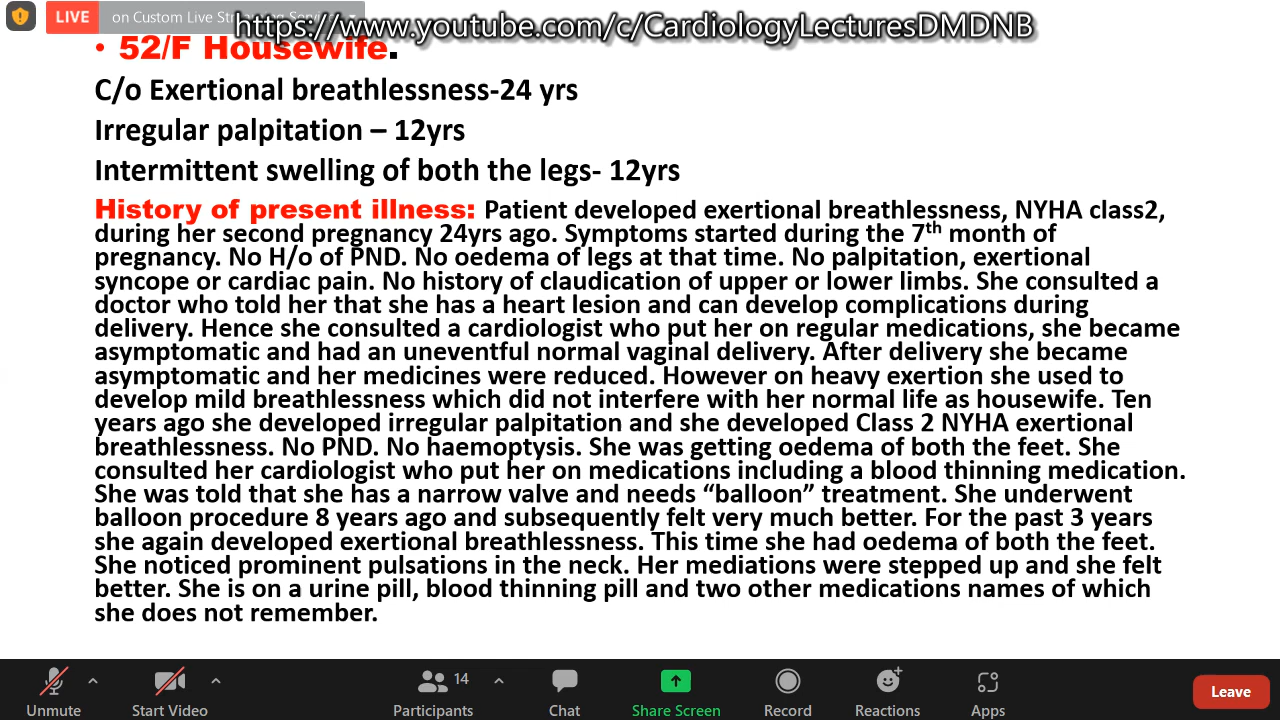 LIVE on Custom Live Streaming Service
https://www.youtube.com/c/CardiologyLecturesDMDNB
• 52/F Housewife.
C/o Exertional breathlessness-24 yrs
Irregular palpitation – 12yrs
Intermittent swelling of both the legs- 12yrs
History of present illness: Patient developed exertional breathlessness, NYHA class2,
during her second pregnancy 24yrs ago. Symptoms started during the 7th month of
pregnancy. No H/o of PND. No oedema of legs at that time. No palpitation, exertional
syncope or cardiac pain. No history of claudication of upper or lower limbs. She consulted a
doctor who told her that she has a heart lesion and can develop complications during
delivery. Hence she consulted a cardiologist who put her on regular medications, she became
asymptomatic and had an uneventful normal vaginal delivery. After delivery she became
asymptomatic and her medicines were reduced. However on heavy exertion she used to
develop mild breathlessness which did not interfere with her normal life as housewife. Ten
years ago she developed irregular palpitation and she developed Class 2 NYHA exertional
breathlessness. No PND. No haemoptysis. She was getting oedema of both the feet. She
consulted her cardiologist who put her on medications including a blood thinning medication.
She was told that she has a narrow valve and needs “balloon” treatment. She underwent
balloon procedure 8 years ago and subsequently felt very much better. For the past 3 years
she again developed exertional breathlessness. This time she had oedema of both the feet.
She noticed prominent pulsations in the neck. Her mediations were stepped up and she felt
better. She is on a urine pill, blood thinning pill and two other medications names of which
she does not remember.
14
Unmute Start Video Participants Chat Share Screen Record Reactions Apps Leave